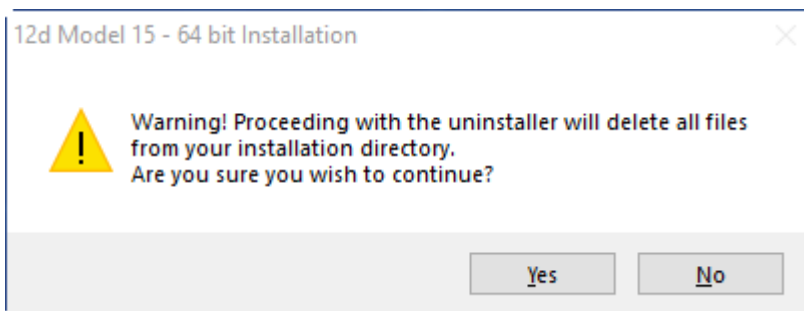 12d Model 15 - 64 bit Installation
Warning! Proceeding with the uninstaller will delete all files
from your installation directory.
Are you sure you wish to continue?
Yes
No